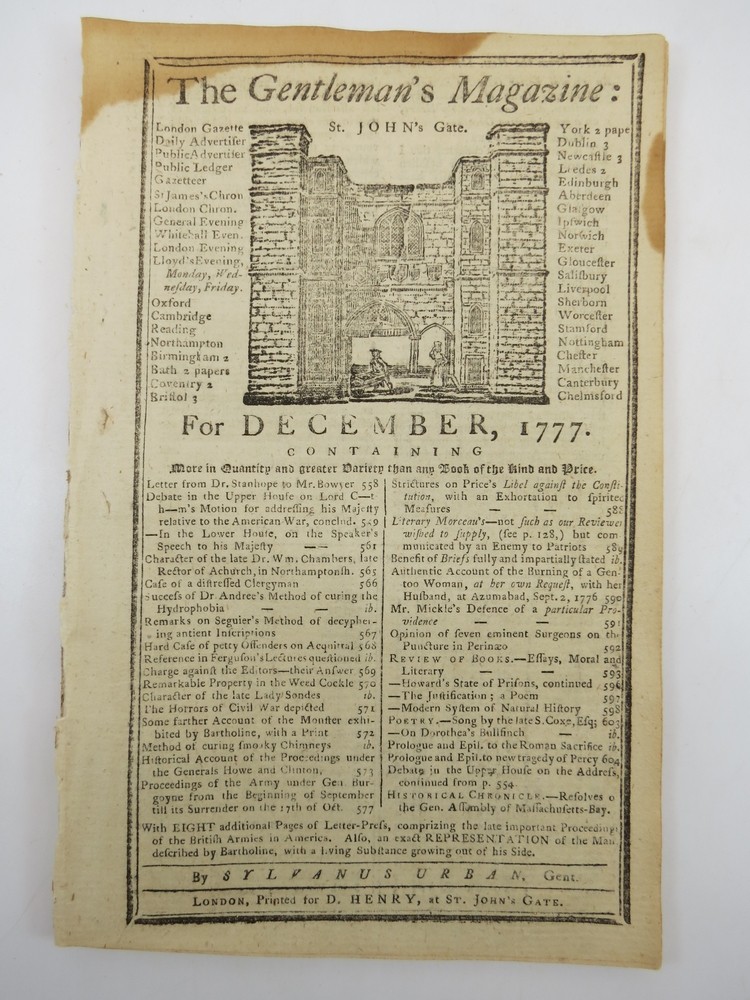 The Gentleman's Magazine:
St. JOHN's Gate.
London Gazette
Daily Advertiſer
PublicAdvertiſer
Public Ledger
Gazetteer
St James'sChron
London Chron.
General Evening
Whitehall Even.
London Evening
Lloyd'sEvening,
Monday, Wed-
neſday, Friday.
Oxford
Cambridge
Reading
Northampton
Birmingham 2
Bath 2 papers
Coventry 2
Briſtol 3
York 2 pape
Dublin 3
Newcaſtle 3
Leedes 2
Edinburgh
Aberdeen
Glaſgow
Ipſwich
Norwich
Exeter
Glouceſter
Saliſbury
Liverpool
Sherborn
Worceſter
Stamford
Nottingham
Cheſter
Mancheſter
Canterbury
Chelmsford
For DECEMBER, 1777.
CONTAINING
More in Quantity and greater Variety than any Book of the Kind and Price.
Letter from Dr. Stanhope to Mr. Bowyer 558
Debate in the Upper Houſe on Lord C—t
h—m's Motion for addreſſing his Majeſty
relative to the American War, conclud. 549
—In the Lower Houſe, on the Speaker's
Speech to his Majeſty —— 561
Character of the late Dr. Wm. Chambers, late
Rector of Achurch, in Northamptonſh. 565
Caſe of a diſtreſſed Clergyman 566
Succeſs of Dr Andree's Method of curing the
Hydrophobia — — ib.
Remarks on Seguier's Method of decypher-
ing antient Inſcriptions 567
Hard Caſe of petty Offenders on Acquittal 568
Reference in Ferguſon's Lectures queſtioned ib.
Charge againſt the Editors—their Anſwer 569
Remarkable Property in the Weed Cockle 570
Character of the late Lady Sondes ib.
The Horrors of Civil War depicted 571
Some farther Account of the Monſter exhi-
bited by Bartholine, with a Print 572
Method of curing ſmoaky Chimneys ib.
Hiſtorical Account of the Proceedings under
the Generals Howe and Clinton, 573
Proceedings of the Army under Gen Bur-
goyne from the Beginning of September
till its Surrender on the 17th of Oct. 577
Strictures on Price's Libel againſt the Conſti-
tution, with an Exhortation to ſpirited
Meaſures — — 588
Literary Morceau's—not ſuch as our Reviewer
wiſhed to ſupply, (ſee p. 128,) but com
municated by an Enemy to Patriots 589
Benefit of Briefs fully and impartially ſtated ib.
Authentic Account of the Burning of a Gen-
too Woman, at her own Requeſt, with her
Huſband, at Azumabad, Sept. 2, 1776 590
Mr. Mickle's Defence of a particular Pro-
vidence — — 591
Opinion of ſeven eminent Surgeons on the
Puncture in Perinæo 592
REVIEW OF BOOKS.—Eſſays, Moral and
Literary — — 593
—Howard's State of Priſons, continued 594
—The Juſtification; a Poem 597
—Modern Syſtem of Natural Hiſtory 598
POETRY.—Song by the late S. Coxe, Eſq; 603
—On Dorothea's Bullfinch — ib.
Prologue and Epil. to the Roman Sacrifice ib.
Prologue and Epil. to new tragedy of Percy 604
Debate in the Upper Houſe on the Addreſs,
continued from p. 554
HISTORICAL CHRONICLE.—Reſolves o
the Gen. Aſſembly of Maſſachuſetts-Bay.
With EIGHT additional Pages of Letter-Preſs, comprizing the late important Proceedings
of the Britiſh Armies in America. Alſo, an exact REPRESENTATION of the Man
deſcribed by Bartholine, with a living Subſtance growing out of his Side.
By SYLVANUS URBAN, Gent.
LONDON, Printed for D. HENRY, at ST. JOHN's GATE.